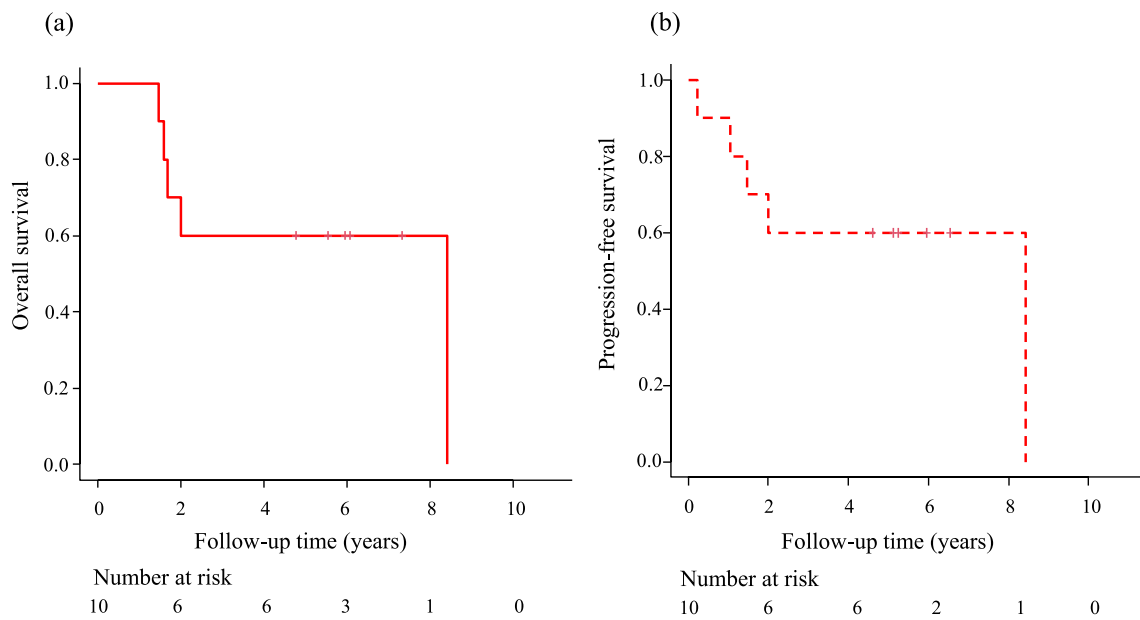 (a)
Overall survival
1.0
0.8
0.6
0.4
0.2
0.0
0 2 4 6 8 10
Follow-up time (years)
Number at risk
10 6 6 3 1 0
(b)
Progression-free survival
1.0
0.8
0.6
0.4
0.2
0.0
0 2 4 6 8 10
Follow-up time (years)
Number at risk
10 6 6 2 1 0